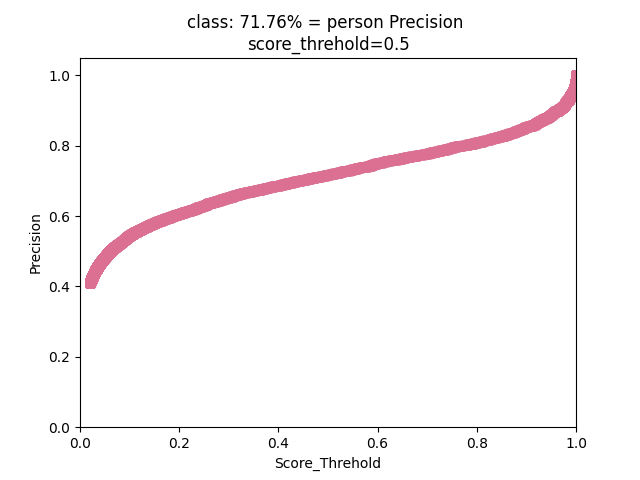 class: 71.76% = person Precision
score_threhold=0.5
1.0
0.8
0.6
0.4
0.2
0.0
Precision
0.0 0.2 0.4 0.6 0.8 1.0
Score_Threhold